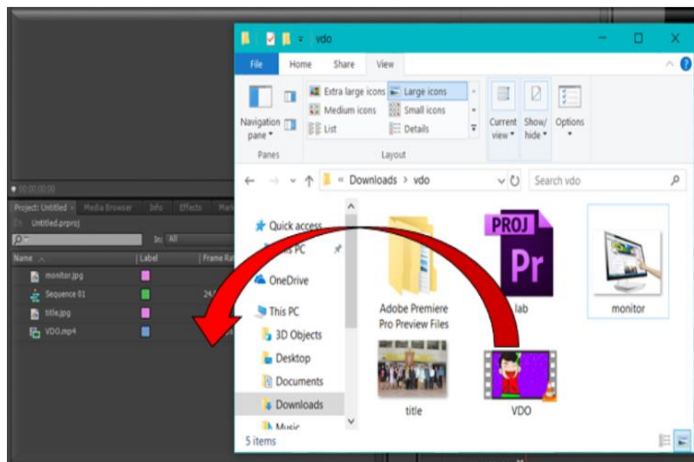 vdo
File Home Share View
Extra large icons Large icons
Medium icons Small icons
List Details
Navigation pane
Current view
Show/ hide
Options
Panes Layout
Downloads > vdo
Search vdo
00;00;00;00
Project: Untitled Media Browser Info Effects
Untitled.prproj
In: All
Name Label
monitor.jpg
Sequence 01
title.jpg
VDO.mp4
Quick access
This PC
OneDrive
This PC
3D Objects
Desktop
Documents
Downloads
Music
Adobe Premiere
Pro Preview Files
PROJ
Pr
lab
monitor
title
VDO
5 items